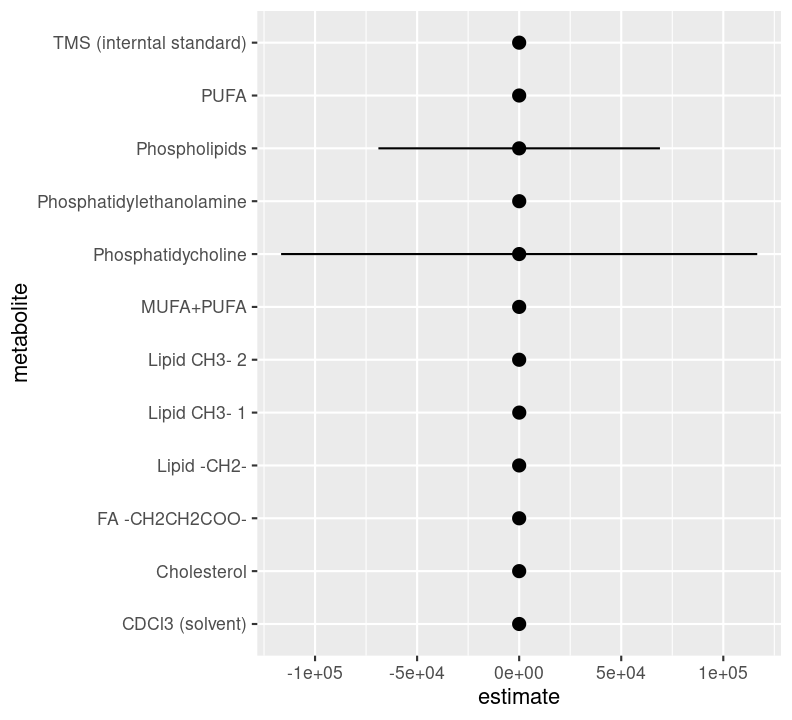 TMS (interntal standard)
PUFA
Phospholipids
Phosphatidylethanolamine
Phosphatidycholine
MUFA+PUFA
Lipid CH3- 2
Lipid CH3- 1
Lipid -CH2-
FA -CH2CH2COO-
Cholesterol
CDCl3 (solvent)
metabolite
-1e+05 -5e+04 0e+00 5e+04 1e+05
estimate